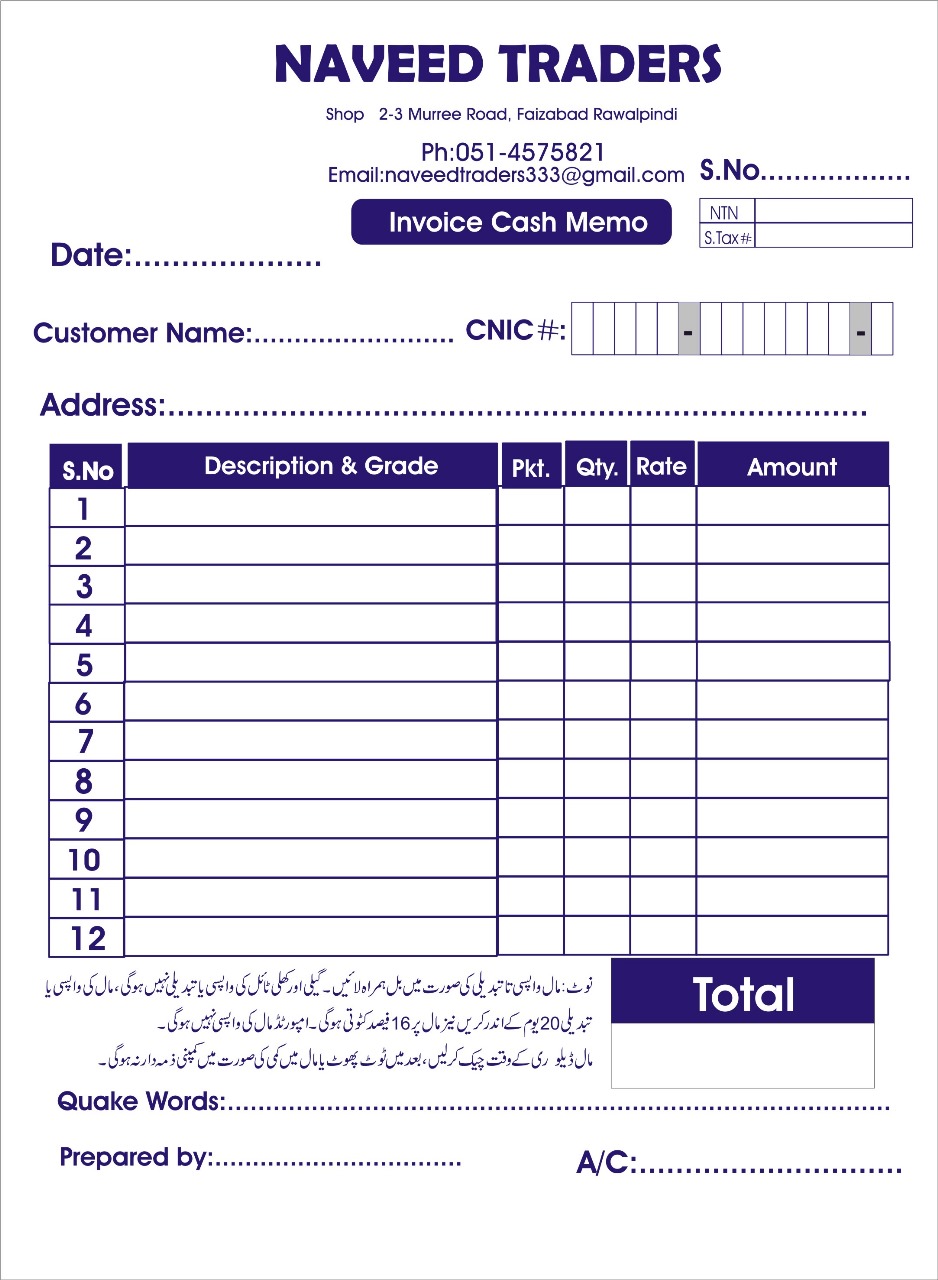 NAVEED TRADERS
Shop 2-3 Murree Road, Faizabad Rawalpindi
Ph:051-4575821
Email:naveedtraders333@gmail.com
S.No..................
Invoice Cash Memo
NTN
S.Tax#
Date:....................
Customer Name:........................ CNIC#: - -
Address:...........................................................................
S.No Description & Grade Pkt. Qty. Rate Amount
1
2
3
4
5
6
7
8
9
10
11
12
نوٹ: مال واپسی تا تبدیلی کی صورت میں بل ہمراہ لائیں۔ گیلی اور کھلی ٹائل کی واپسی یا تبدیلی نہیں ہوگی، مال کی واپسی یا
تبدیلی 20 یوم کے اندر کریں نیز مال پر 16 فیصد کٹوتی ہوگی۔ امپورٹڈ مال کی واپسی نہیں ہوگی۔
مال ڈیلوری کے وقت چیک کرلیں، بعد میں ٹوٹ پھوٹ یا مال میں کمی کی صورت میں کمپنی ذمہ دار نہ ہوگی۔
Total
Quake Words:...............................................................................
Prepared by:................................ A/C:............................